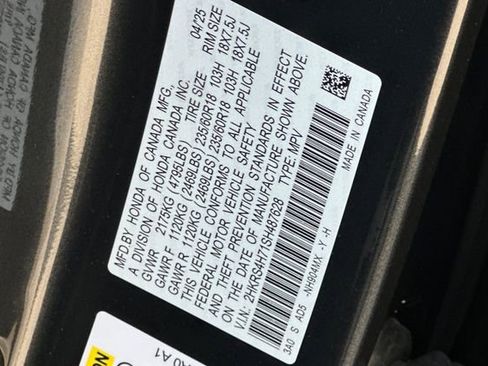 MFD.BY HONDA OF CANADA MFG. 04/25
A DIVISION OF HONDA CANADA INC.
GVWR 2175KG (4795LBS) TIRE SIZE RIM SIZE
GAWR F 1120KG (2469LBS) 235/60R18 103H 18X7.5J
GAWR R 1120KG (2469LBS) 235/60R18 103H 18X7.5J
THIS VEHICLE CONFORMS TO ALL APPLICABLE
FEDERAL MOTOR VEHICLE SAFETY
AND THEFT PREVENTION STANDARDS IN EFFECT
ON THE DATE OF MANUFACTURE SHOWN ABOVE.
V.I.N.: 2HKRS4H71SH487628 TYPE: MPV
3A0 S AD5 -NH904MX -Y -H
MADE IN CANADA
A1